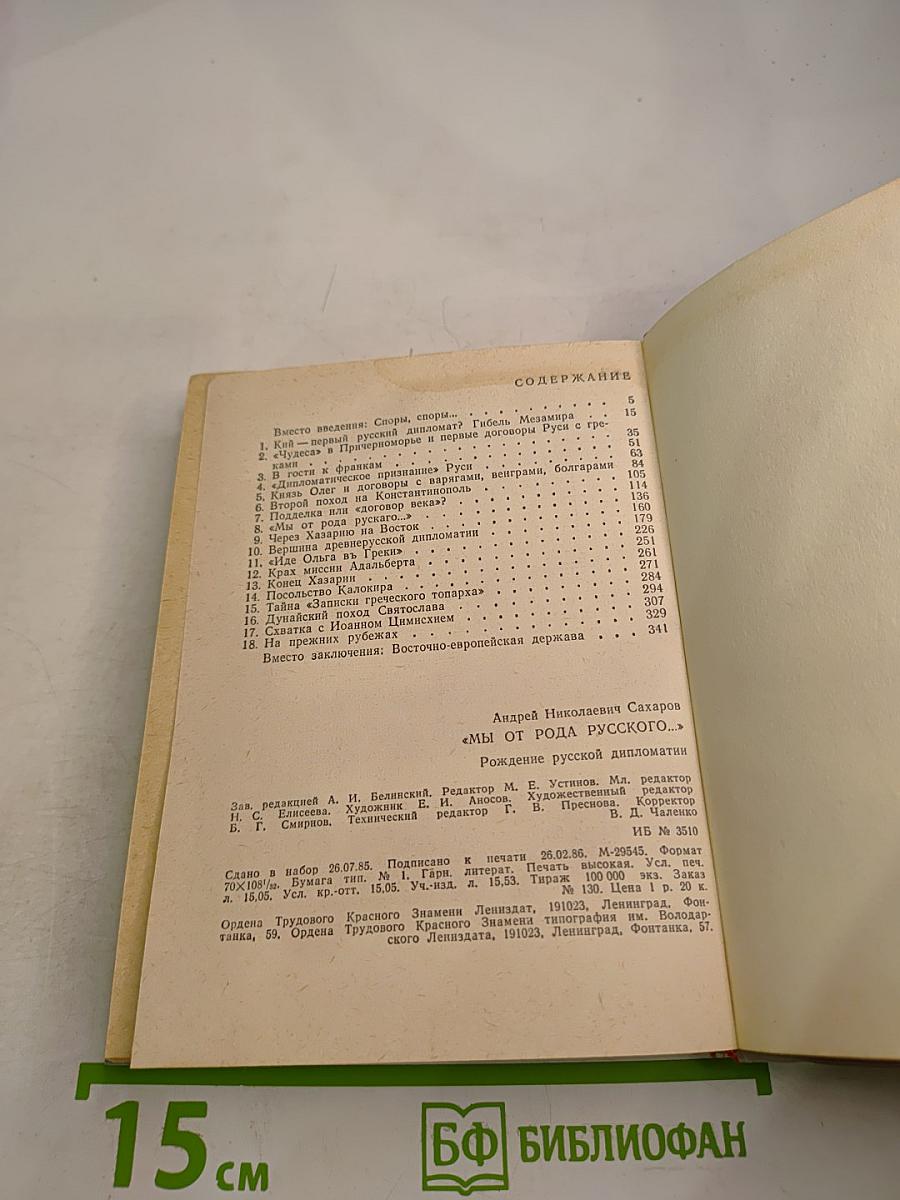 СОДЕРЖАНИЕ
Вместо введения: Споры, споры... . . . . . . . . . 5
1. Кий — первый русский дипломат? Гибель Мезамира . . 15
2. «Чудеса» в Причерноморье и первые договоры Руси с гре-
ками . . . . . . . . . . . . . . . . 35
3. В гости к франкам . . . . . . . . . . . . . 51
4. «Дипломатическое признание» Руси . . . . . . . . 63
5. Князь Олег и договоры с варягами, венграми, болгарами 84
6. Второй поход на Константинополь . . . . . . . . 105
7. Подделка или «договор века»? . . . . . . . . . 114
8. «Мы от рода рускаго...» . . . . . . . . . . . 136
9. Через Хазарию на Восток . . . . . . . . . . . 160
10. Вершина древнерусской дипломатии . . . . . . . . 179
11. «Иде Ольга въ Греки» . . . . . . . . . . . . 226
12. Крах миссии Адальберта . . . . . . . . . . . 251
13. Конец Хазарии . . . . . . . . . . . . . . 261
14. Посольство Калокира . . . . . . . . . . . . 271
15. Тайна «Записки греческого топарха» . . . . . . . 284
16. Дунайский поход Святослава . . . . . . . . . . 294
17. Схватка с Иоанном Цимисхием . . . . . . . . . 307
18. На прежних рубежах . . . . . . . . . . . . 329
Вместо заключения: Восточно-европейская держава . . . 341
Андрей Николаевич Сахаров
«МЫ ОТ РОДА РУССКОГО...»
Рождение русской дипломатии
Зав. редакцией А. И. Белинский. Редактор М. Е. Устинов. Мл. редактор
Н. С. Елисеева. Художник Е. И. Аносов. Художественный редактор
Б. Г. Смирнов. Технический редактор Г. В. Преснова. Корректор
В. Д. Чаленко
ИБ № 3510
Сдано в набор 26.07.85. Подписано к печати 26.02.86. М-29545. Формат
70×108¹/₃₂. Бумага тип. № 1. Гарн. литерат. Печать высокая. Усл. печ.
л. 15,05. Усл. кр.-отт. 15,05. Уч.-изд. л. 15,53. Тираж 100 000 экз. Заказ
№ 130. Цена 1 р. 20 к.
Ордена Трудового Красного Знамени Лениздат, 191023, Ленинград, Фон-
танка, 59. Ордена Трудового Красного Знамени типография им. Володар-
ского Лениздата, 191023, Ленинград, Фонтанка, 57.
15 см
БФ БИБЛИОФАН